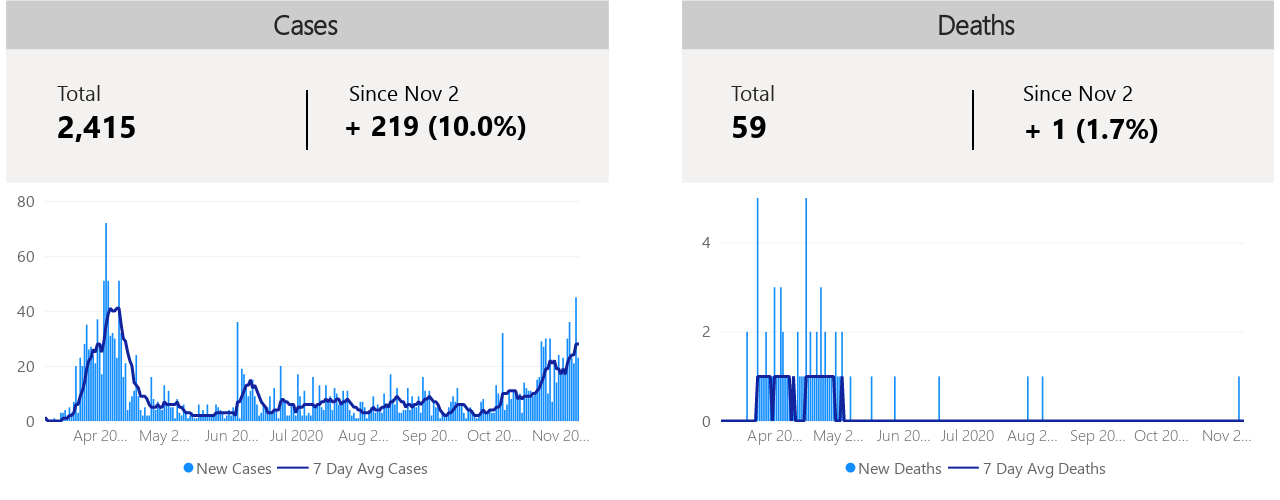 Cases
Total
2,415
Since Nov 2
+ 219 (10.0%)
80
60
40
20
0
Apr 20... May 2... Jun 20... Jul 2020 Aug 2... Sep 20... Oct 20... Nov 20...
New Cases 7 Day Avg Cases
Deaths
Total
59
Since Nov 2
+ 1 (1.7%)
4
2
0
Apr 20... May 2... Jun 20... Jul 2020 Aug 2... Sep 20... Oct 20... Nov 2...
New Deaths 7 Day Avg Deaths